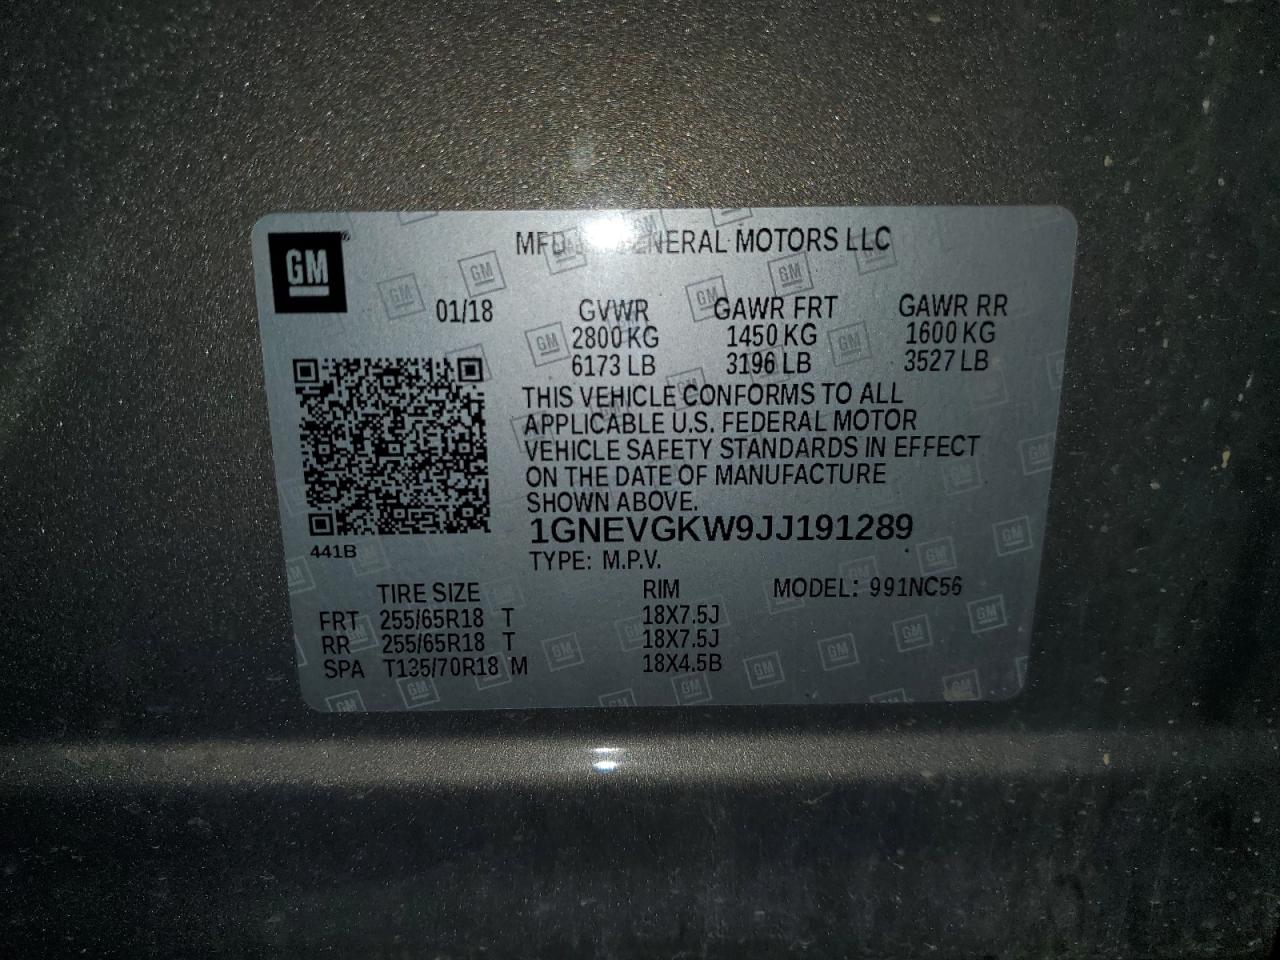 GM
MFD GENERAL MOTORS LLC
01/18 GVWR GAWR FRT GAWR RR
2800 KG 1450 KG 1600 KG
6173 LB 3196 LB 3527 LB
THIS VEHICLE CONFORMS TO ALL
APPLICABLE U.S. FEDERAL MOTOR
VEHICLE SAFETY STANDARDS IN EFFECT
ON THE DATE OF MANUFACTURE
SHOWN ABOVE.
1GNEVGKW9JJ191289
441B
TYPE: M.P.V.
TIRE SIZE RIM MODEL: 991NC56
FRT 255/65R18 T 18X7.5J
RR 255/65R18 T 18X7.5J
SPA T135/70R18 M 18X4.5B